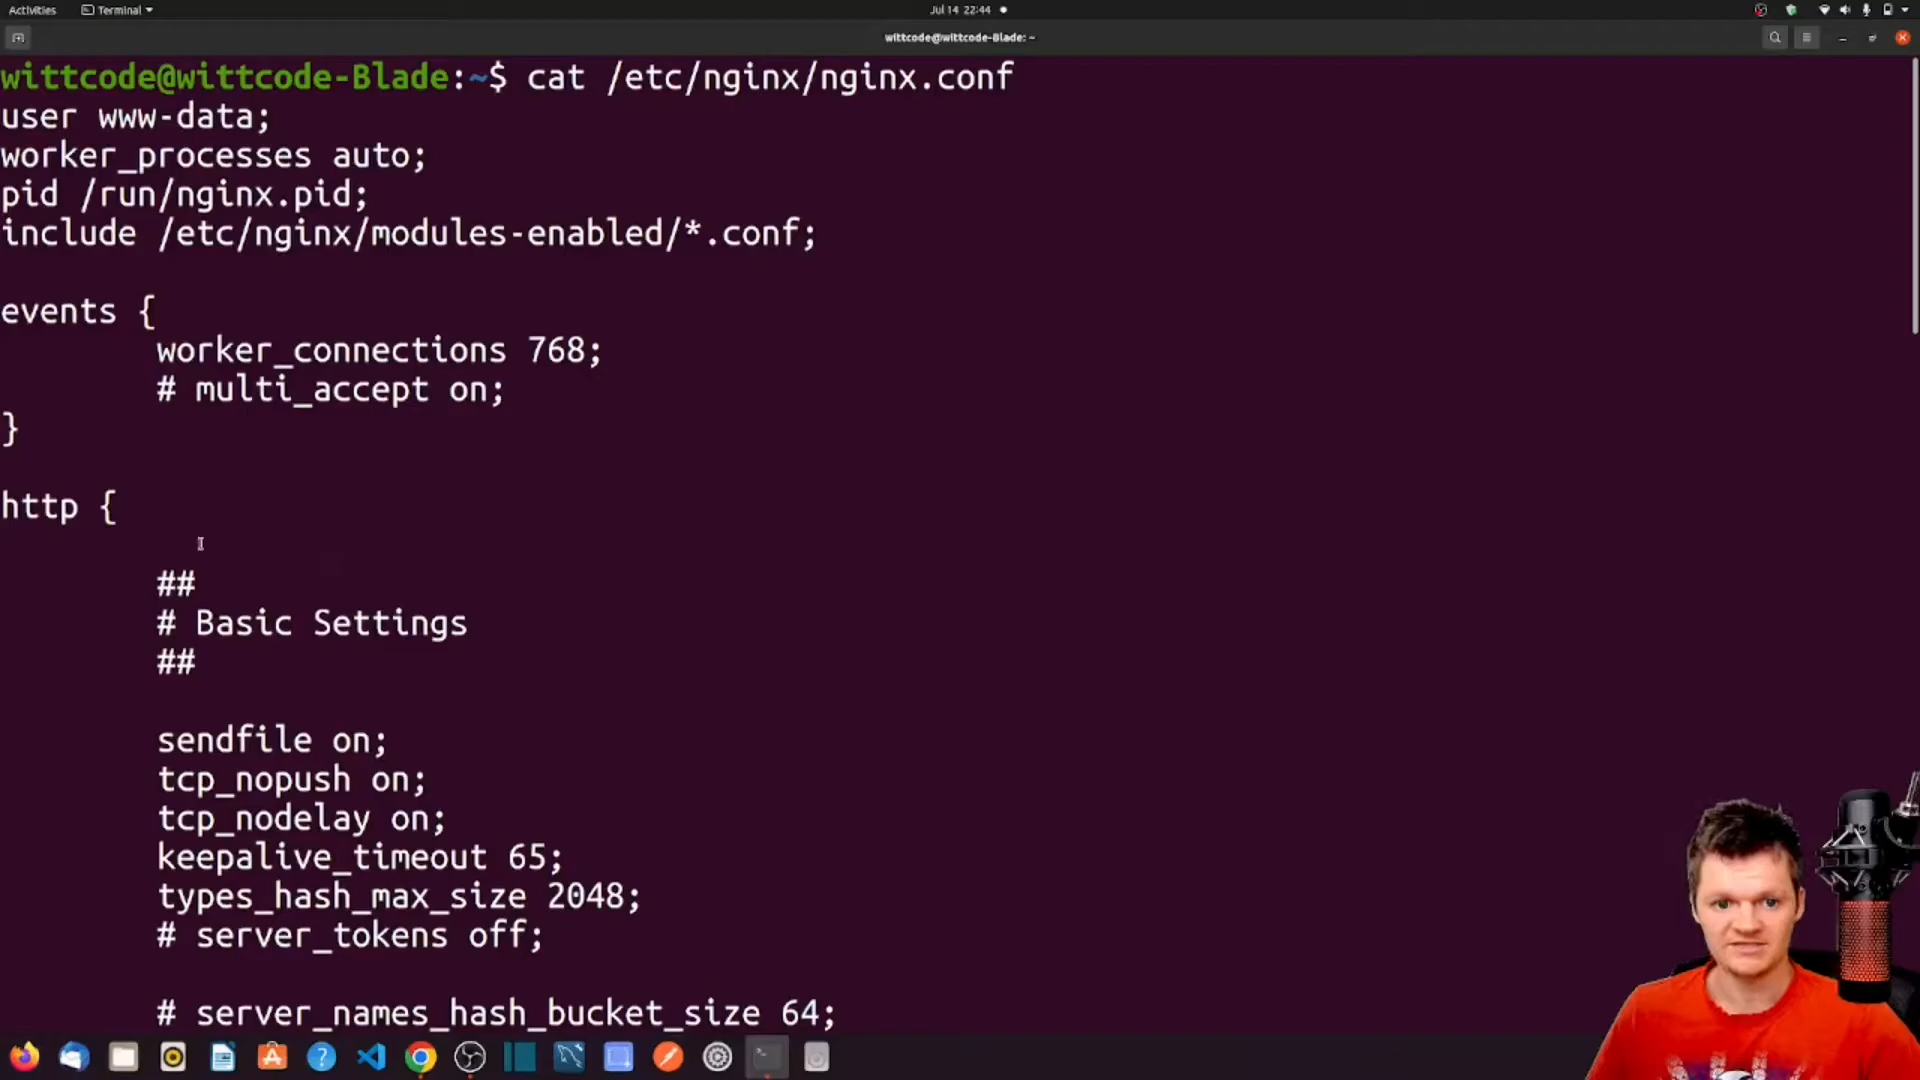 Activities
Terminal
Jul 14 22:44
wittcode@wittcode-Blade: ~
wittcode@wittcode-Blade:~$ cat /etc/nginx/nginx.conf
user www-data;
worker_processes auto;
pid /run/nginx.pid;
include /etc/nginx/modules-enabled/*.conf;
events {
worker_connections 768;
# multi_accept on;
}
http {
##
# Basic Settings
##
sendfile on;
tcp_nopush on;
tcp_nodelay on;
keepalive_timeout 65;
types_hash_max_size 2048;
# server_tokens off;
# server_names_hash_bucket_size 64;